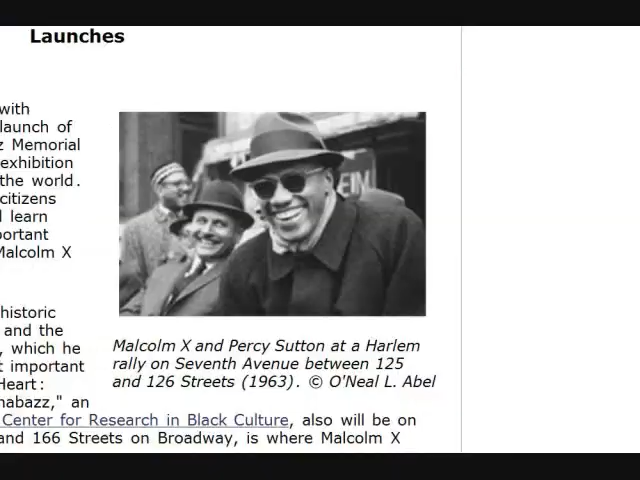 Launches
with
launch of
z Memorial
exhibition
the world.
citizens
learn
portant
Malcolm X
EIM
historic
and the
, which he
t important
Heart:
habazz," an
Malcolm X and Percy Sutton at a Harlem
rally on Seventh Avenue between 125
and 126 Streets (1963). © O'Neal L. Abel
Center for Research in Black Culture, also will be on
and 166 Streets on Broadway, is where Malcolm X